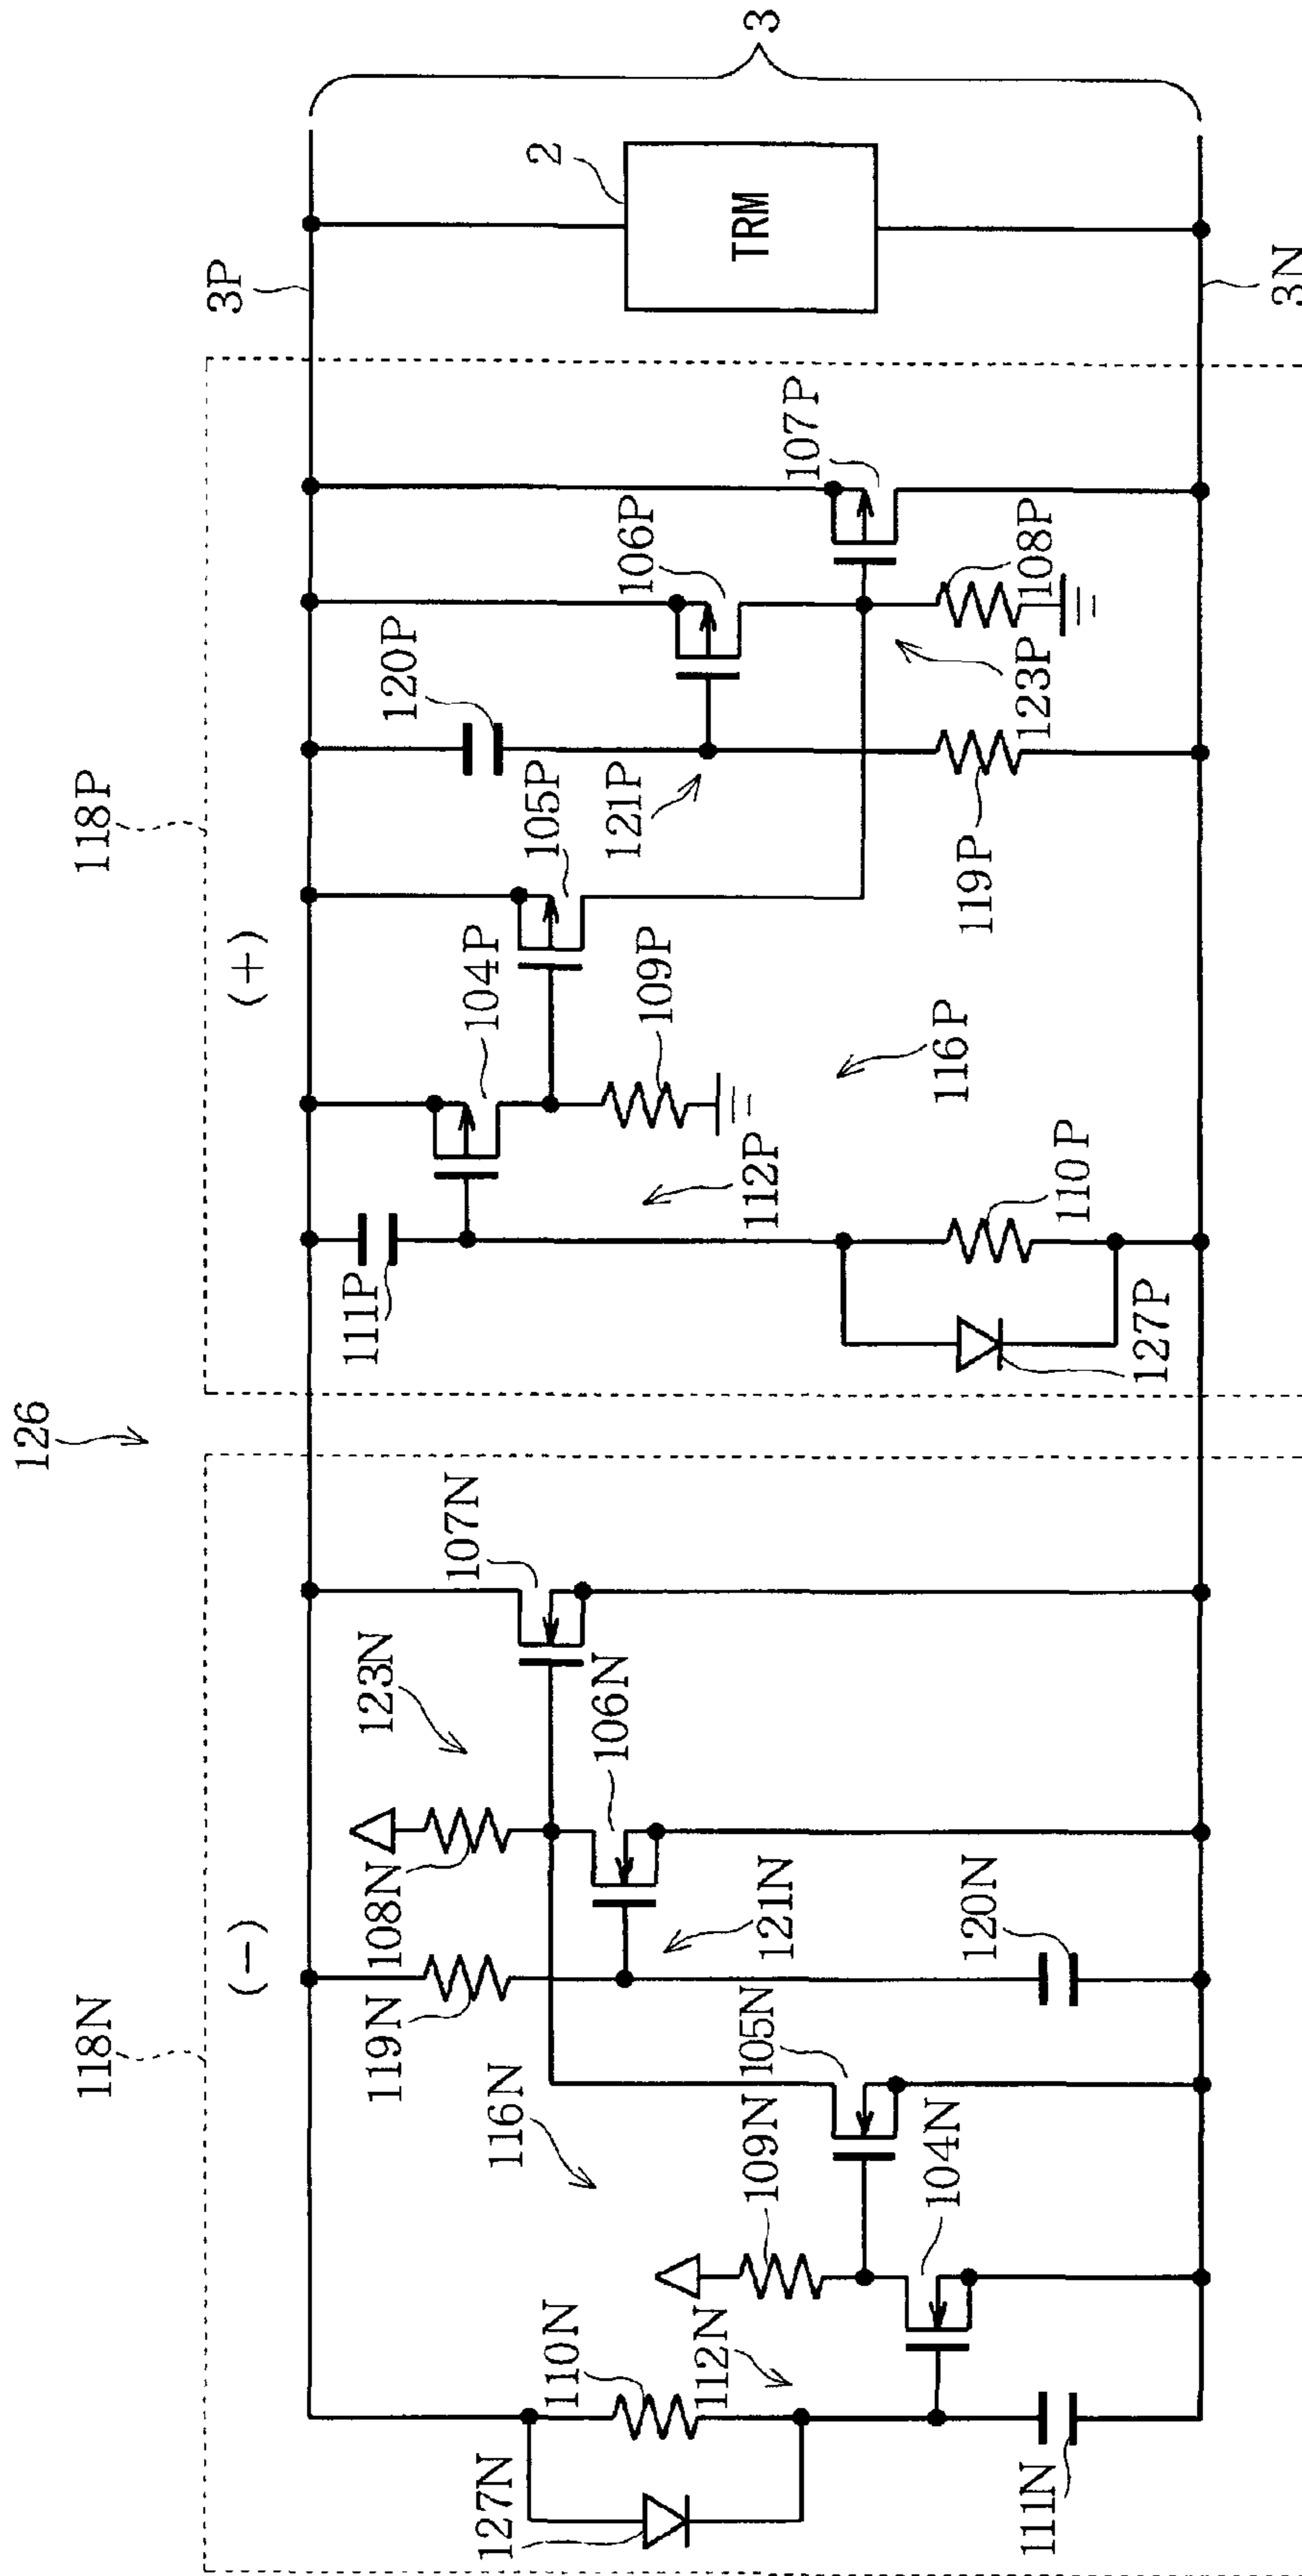 126
118N
118P
(-)
(+)
3P
3
127N
110N
112N
111N
109N
104N
116N
105N
119N
108N
121N
120N
123N
106N
107N
111P
112P
127P
110P
104P
109P
116P
105P
120P
121P
119P
106P
123P
108P
107P
2
TRM
3N